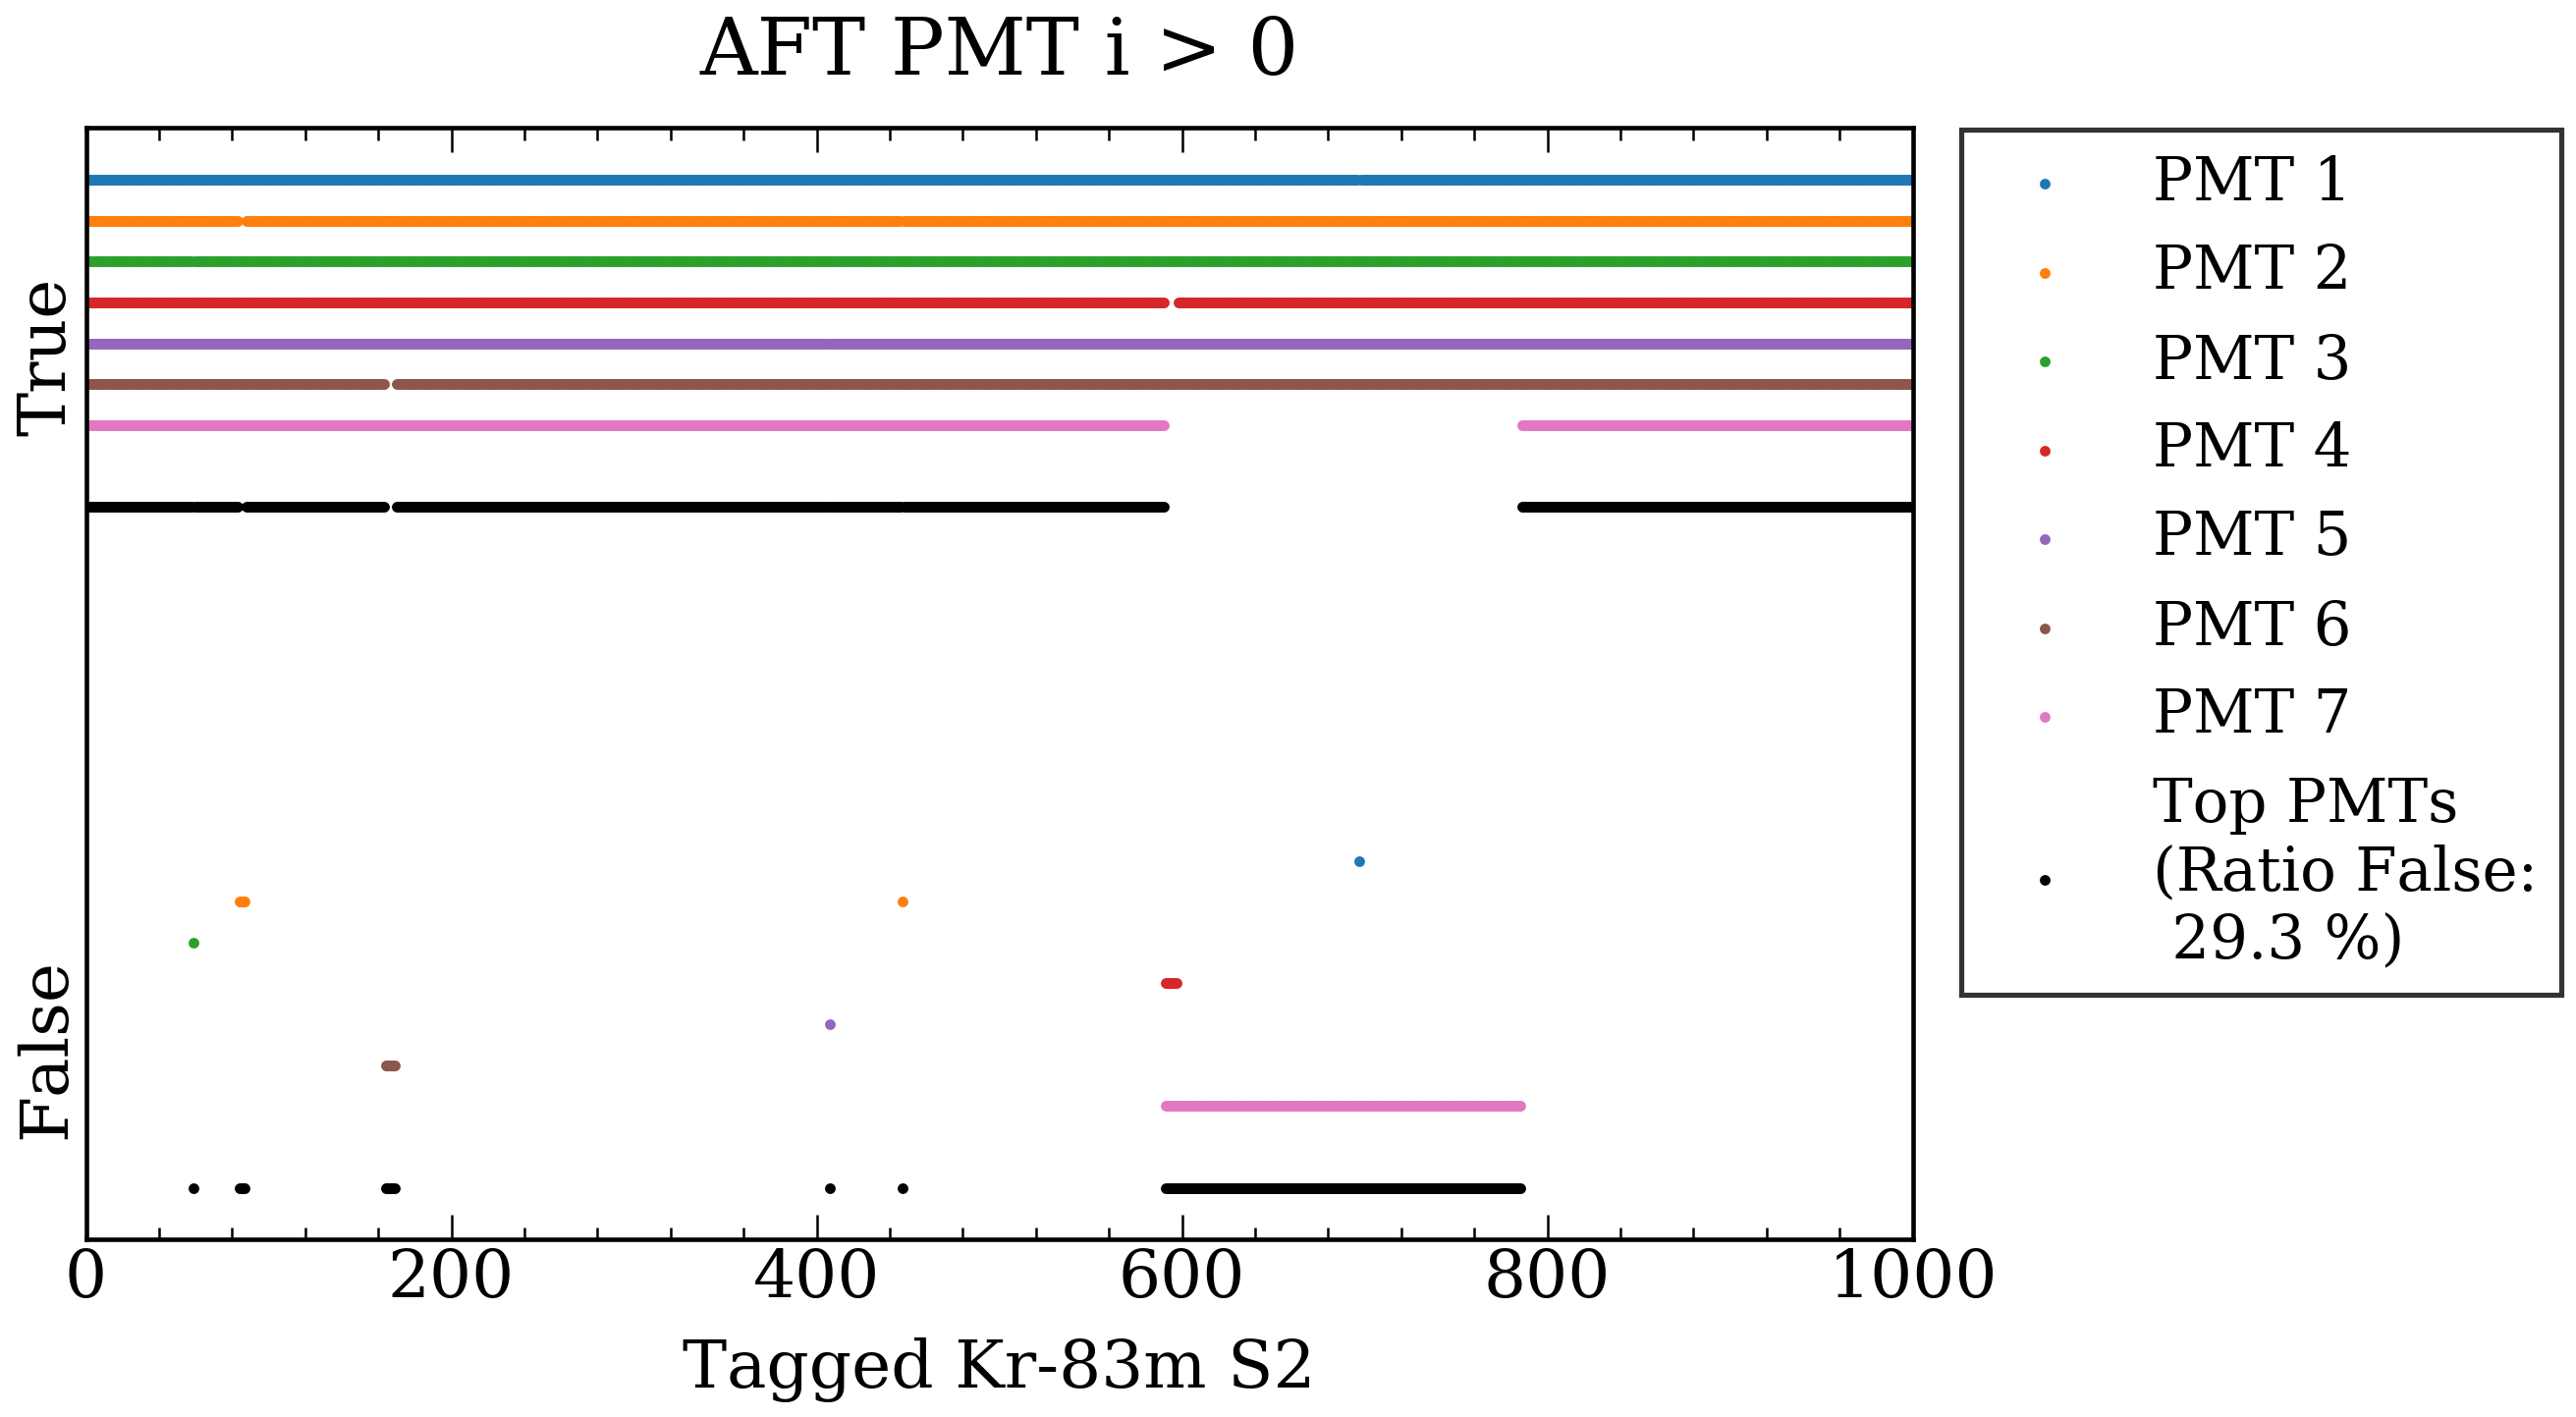 AFT PMT i > 0
True
False
0 200 400 600 800 1000
Tagged Kr-83m S2
PMT 1
PMT 2
PMT 3
PMT 4
PMT 5
PMT 6
PMT 7
Top PMTs
(Ratio False:
29.3 %)